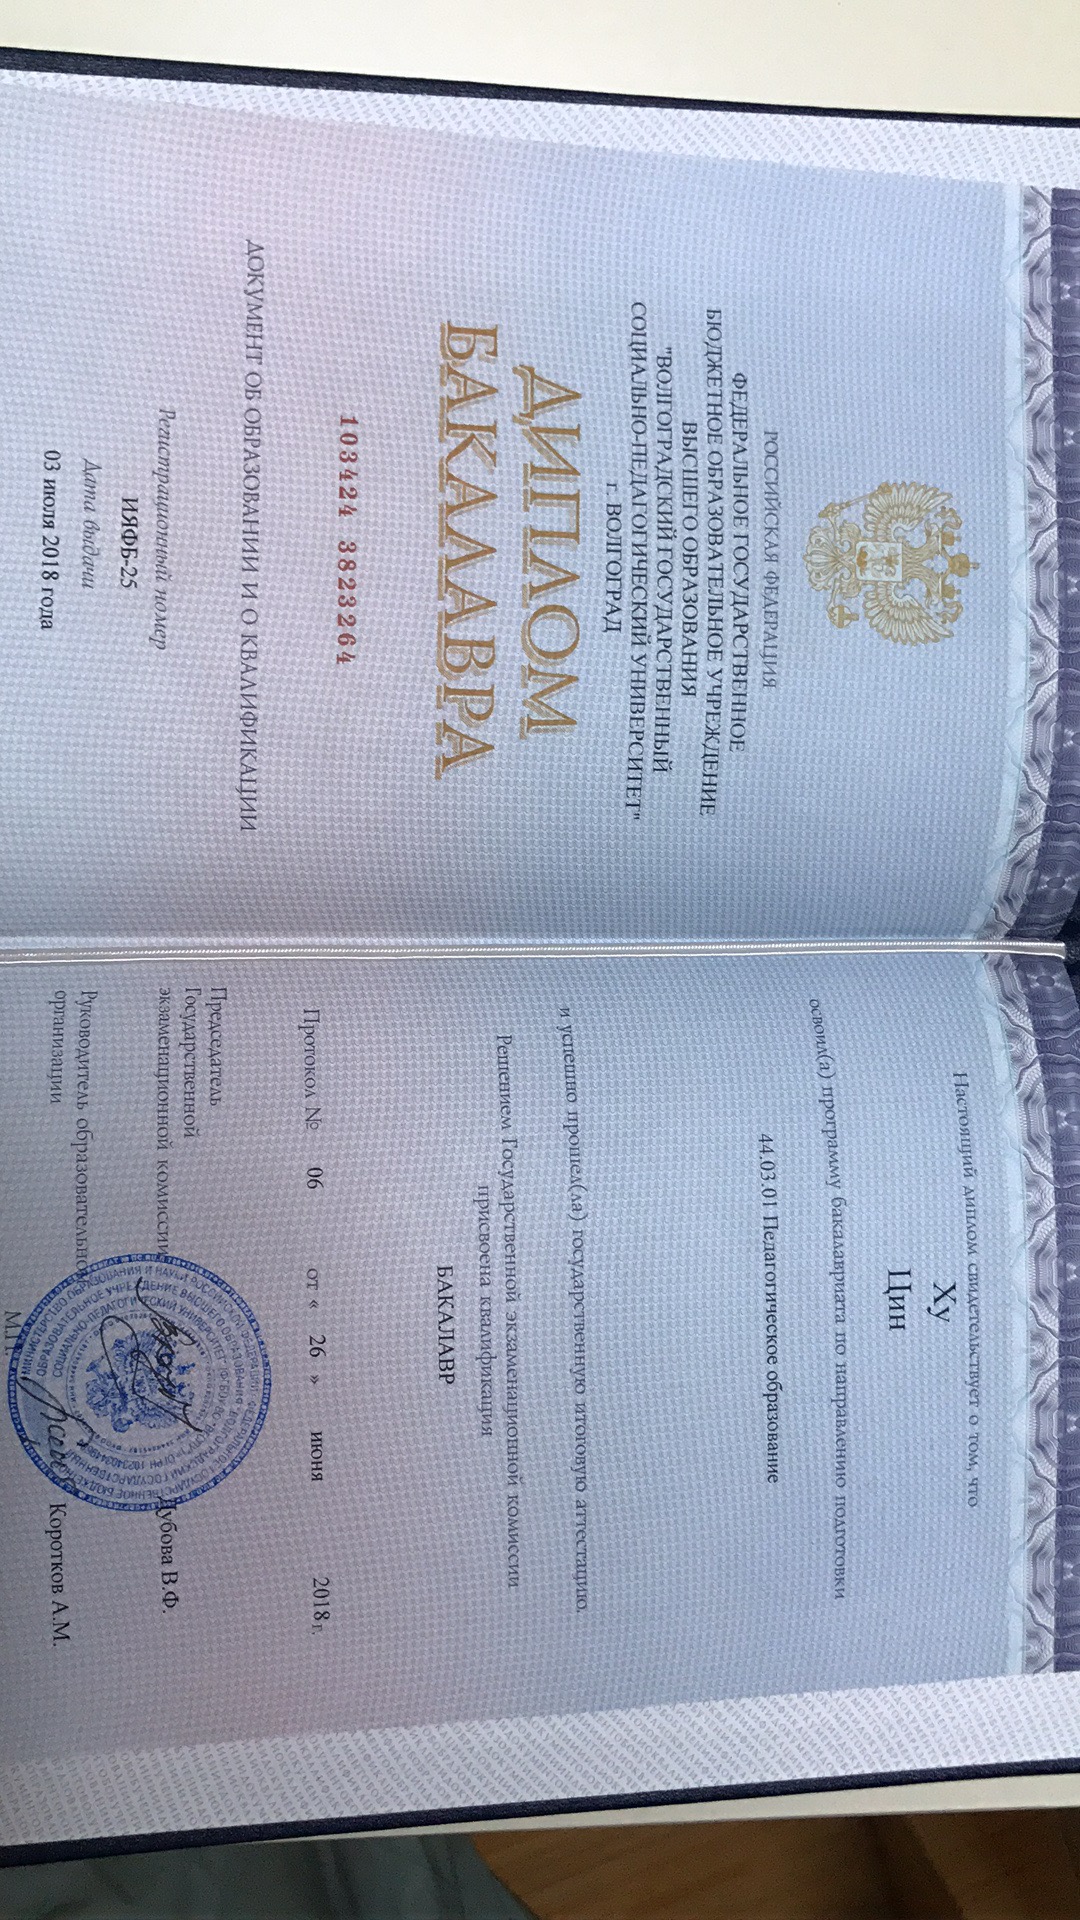 РОССИЙСКАЯ ФЕДЕРАЦИЯ
ФЕДЕРАЛЬНОЕ ГОСУДАРСТВЕННОЕ
БЮДЖЕТНОЕ ОБРАЗОВАТЕЛЬНОЕ УЧРЕЖДЕНИЕ
ВЫСШЕГО ОБРАЗОВАНИЯ
"ВОЛГОГРАДСКИЙ ГОСУДАРСТВЕННЫЙ
СОЦИАЛЬНО-ПЕДАГОГИЧЕСКИЙ УНИВЕРСИТЕТ"
г. ВОЛГОГРАД
ДИПЛОМ
БАКАЛАВРА
103424 3823264
ДОКУМЕНТ ОБ ОБРАЗОВАНИИ И О КВАЛИФИКАЦИИ
Регистрационный номер
ИЯФБ-25
Дата выдачи
03 июля 2018 года
Настоящий диплом свидетельствует о том, что
Ху
Цин
освоил(а) программу бакалавриата по направлению подготовки
44.03.01 Педагогическое образование
и успешно прошел(ла) государственную итоговую аттестацию.
Решением Государственной экзаменационной комиссии
присвоена квалификация
БАКАЛАВР
Протокол № 06 от « 26 » июня 2018 г.
Председатель
Государственной
экзаменационной комиссии Дубова В.Ф.
Руководитель образовательной
организации Коротков А.М.
М.П.